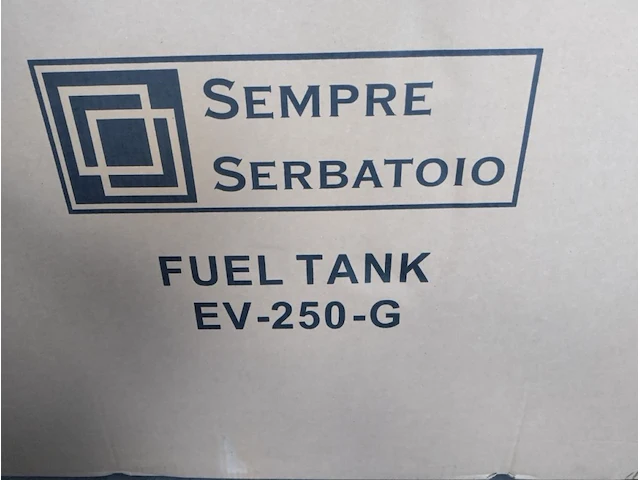 SEMPRE
SERBATOIO
FUEL TANK
EV-250-G